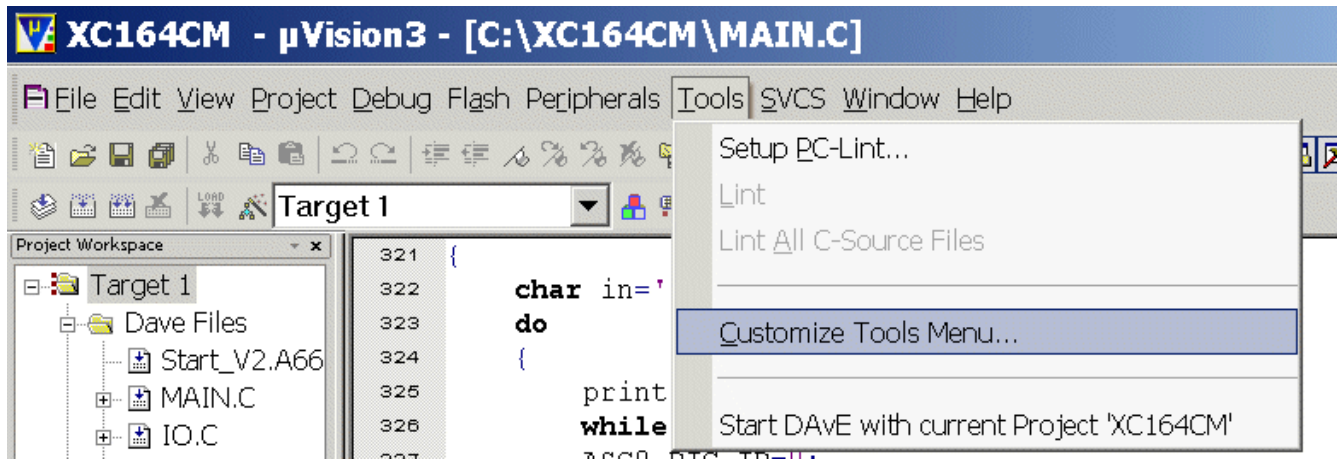 XC164CM - µVision3 - [C:\XC164CM\MAIN.C]
File Edit View Project Debug Flash Peripherals Tools SVCS Window Help
Setup PC-Lint...
Lint
Lint All C-Source Files
Customize Tools Menu...
Start DAvE with current Project 'XC164CM'
LOAD Target 1
Project Workspace
Target 1
Dave Files
Start_V2.A66
MAIN.C
IO.C
321 {
322 char in='
323 do
324 {
325 print
326 while
327